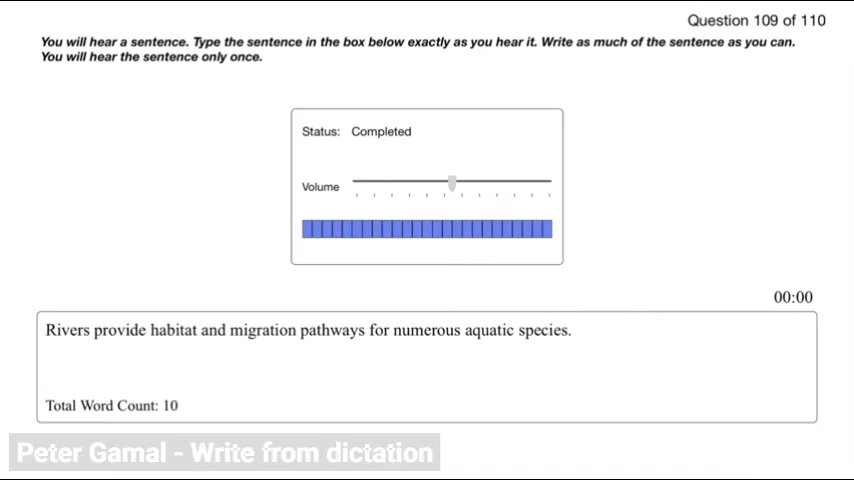 Question 109 of 110
You will hear a sentence. Type the sentence in the box below exactly as you hear it. Write as much of the sentence as you can.
You will hear the sentence only once.
Status: Completed
Volume
00:00
Rivers provide habitat and migration pathways for numerous aquatic species.
Total Word Count: 10
Peter Gamal - Write from dictation